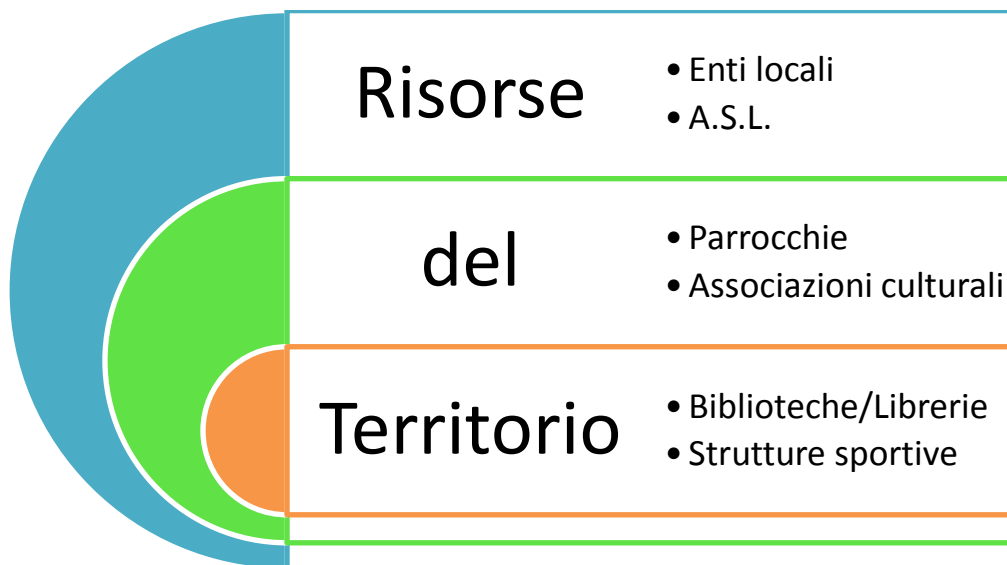 Risorse
• Enti locali
• A.S.L.
del
• Parrocchie
• Associazioni culturali
Territorio
• Biblioteche/Librerie
• Strutture sportive